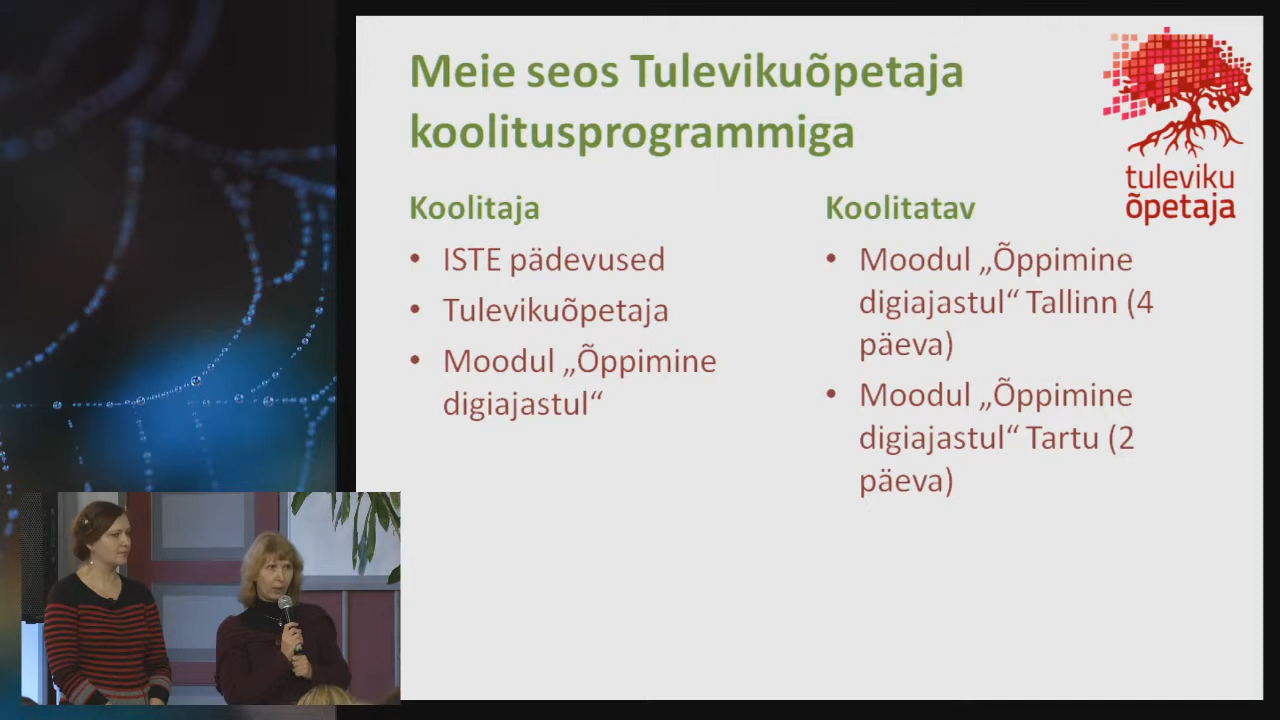 Meie seos Tulevikuõpetaja
koolitusprogrammiga
tuleviku
õpetaja
Koolitaja
• ISTE pädevused
• Tulevikuõpetaja
• Moodul „Õppimine
digiajastul“
Koolitatav
• Moodul „Õppimine
digiajastul“ Tallinn (4
päeva)
• Moodul „Õppimine
digiajastul“ Tartu (2
päeva)